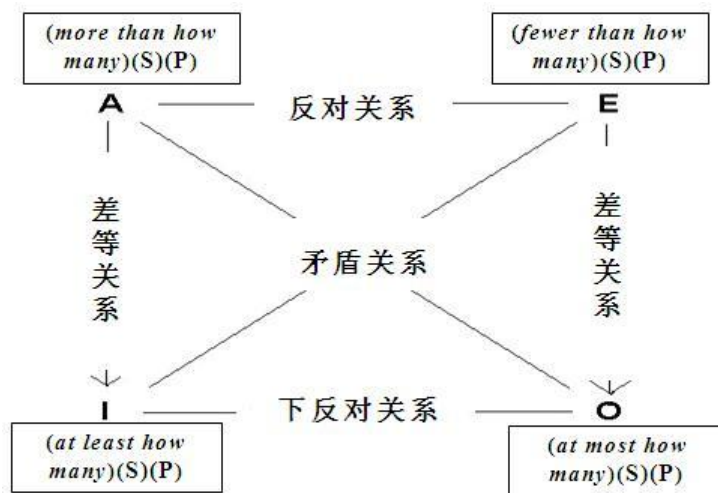 (more than how
many)(S)(P)
(fewer than how
many)(S)(P)
A
反对关系
E
差等关系
差等关系
矛盾关系
I
下反对关系
O
(at least how
many)(S)(P)
(at most how
many)(S)(P)